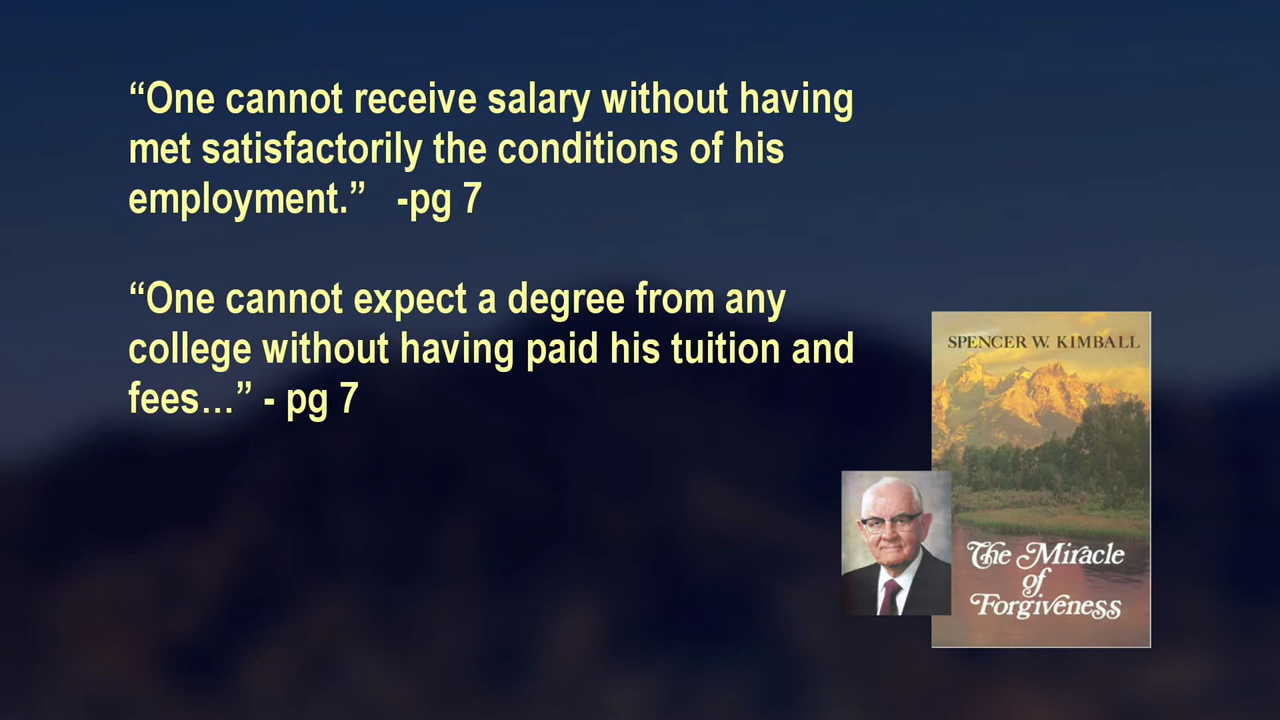 “One cannot receive salary without having
met satisfactorily the conditions of his
employment.”   -pg 7
“One cannot expect a degree from any
college without having paid his tuition and
fees…” - pg 7
SPENCER W. KIMBALL
The Miracle
of
Forgiveness